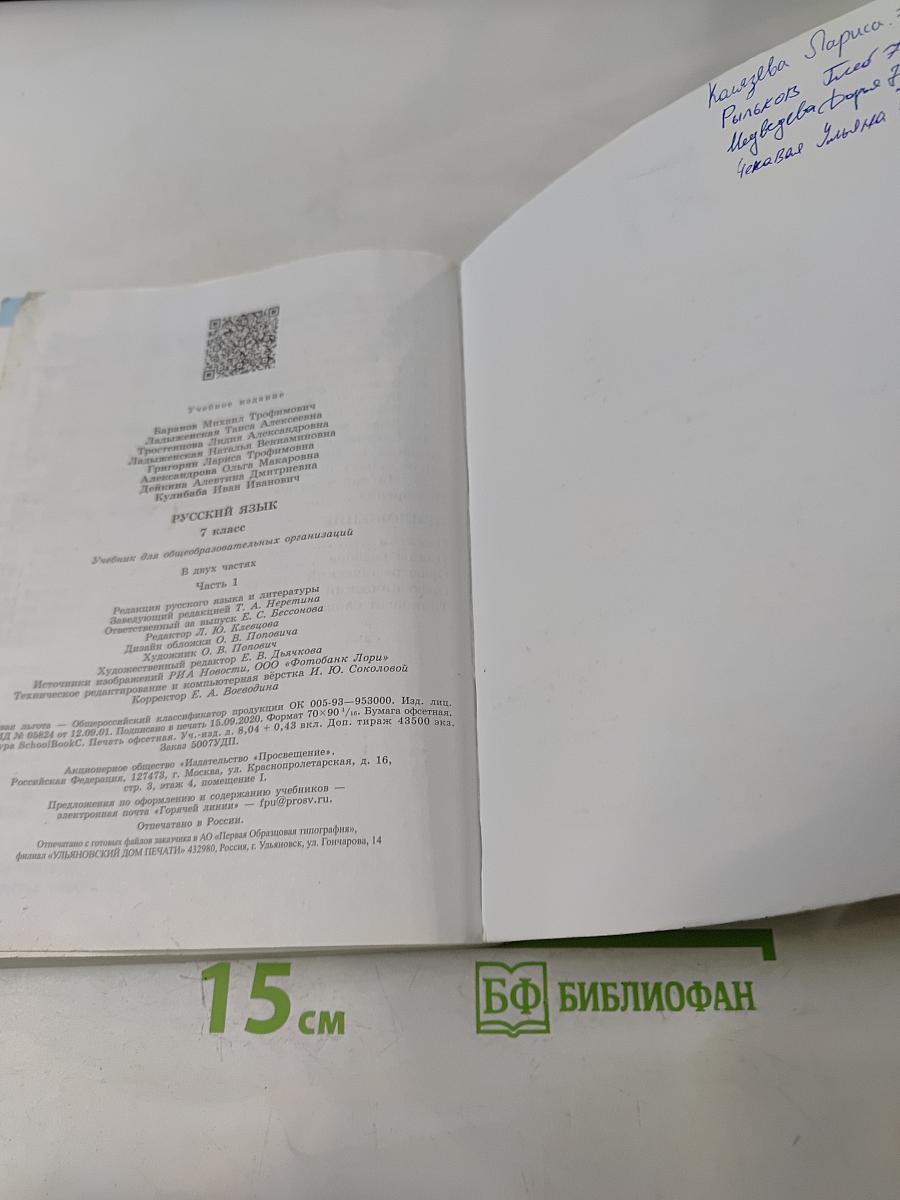 Лариса
Рыльков Глеб 7
Медведева Дарья 7
Чекавая Ульяна
Учебное издание
Баранов Михаил Трофимович
Ладыженская Таиса Алексеевна
Тростенцова Лидия Александровна
Ладыженская Наталья Вениаминовна
Григорян Лариса Трофимовна
Александрова Ольга Макаровна
Дейкина Алевтина Дмитриевна
Кулибаба Иван Иванович
РУССКИЙ ЯЗЫК
7 класс
Учебник для общеобразовательных организаций
В двух частях
Часть 1
Редакция русского языка и литературы
Заведующий редакцией Т. А. Неретина
Ответственный за выпуск Е. С. Бессонова
Редактор Л. Ю. Клевцова
Дизайн обложки О. В. Поповича
Художник О. В. Попович
Художественный редактор Е. В. Дьячкова
Источники изображений РИА Новости, ООО «Фотобанк Лори»
Техническое редактирование и компьютерная вёрстка И. Ю. Соколовой
Корректор Е. А. Воеводина
льгота — Общероссийский классификатор продукции ОК 005-93—953000. Изд. лиц.
ИД № 05824 от 12.09.01. Подписано в печать 15.09.2020. Формат 70×90 1/16. Бумага офсетная.
SchoolBookC. Печать офсетная. Уч.-изд. л. 8,04 + 0,43 вкл. Доп. тираж 43500 экз.
Заказ 5007УДП.
Акционерное общество «Издательство «Просвещение».
Российская Федерация, 127473, г. Москва, ул. Краснопролетарская, д. 16,
стр. 3, этаж 4, помещение I.
Предложения по оформлению и содержанию учебников —
электронная почта «Горячей линии» — fpu@prosv.ru.
Отпечатано в России.
Отпечатано с готовых файлов заказчика в АО «Первая Образцовая типография»,
филиал «УЛЬЯНОВСКИЙ ДОМ ПЕЧАТИ» 432980, Россия, г. Ульяновск, ул. Гончарова, 14
15 см
БФ БИБЛИОФАН